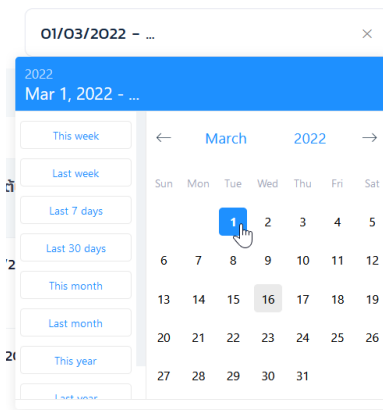 01/03/2022 – ...
2022
Mar 1, 2022 - ...
This week
Last week
Last 7 days
Last 30 days
This month
Last month
This year
Last year
March 2022
Sun Mon Tue Wed Thu Fri Sat
1 2 3 4 5
6 7 8 9 10 11 12
13 14 15 16 17 18 19
20 21 22 23 24 25 26
27 28 29 30 31